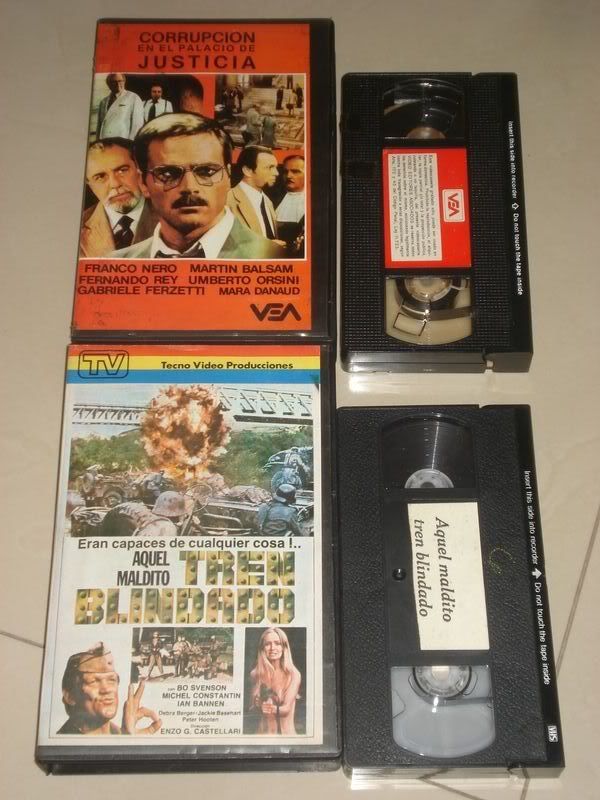 CORRUPCION
EN EL PALACIO DE
JUSTICIA
FRANCO NERO MARTIN BALSAM
FERNANDO REY UMBERTO ORSINI
GABRIELE FERZETTI MARA DANAUD
VEA
VEA
Insert this side into recorder Do not touch the tape inside
TV
Tecno Video Producciones
Eran capaces de cualquier cosa !..
AQUEL
MALDITO
TREN
BLINDADO
con BO SVENSON
MICHEL CONSTANTIN
IAN BANNEN
Debra Berger-Jackie Basehart
Peter Hooten
Dirección
ENZO G. CASTELLARI
Aquel maldito
tren blindado
Insert this side into recorder Do not touch the tape inside
VHS